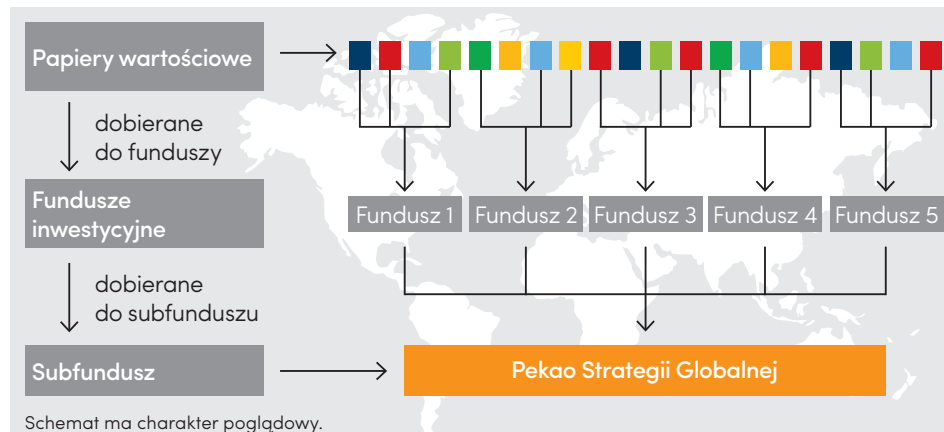 Papiery wartościowe
dobierane
do funduszy
Fundusze
inwestycyjne
Fundusz 1
Fundusz 2
Fundusz 3
Fundusz 4
Fundusz 5
dobierane
do subfunduszu
Subfundusz
Pekao Strategii Globalnej
Schemat ma charakter poglądowy.